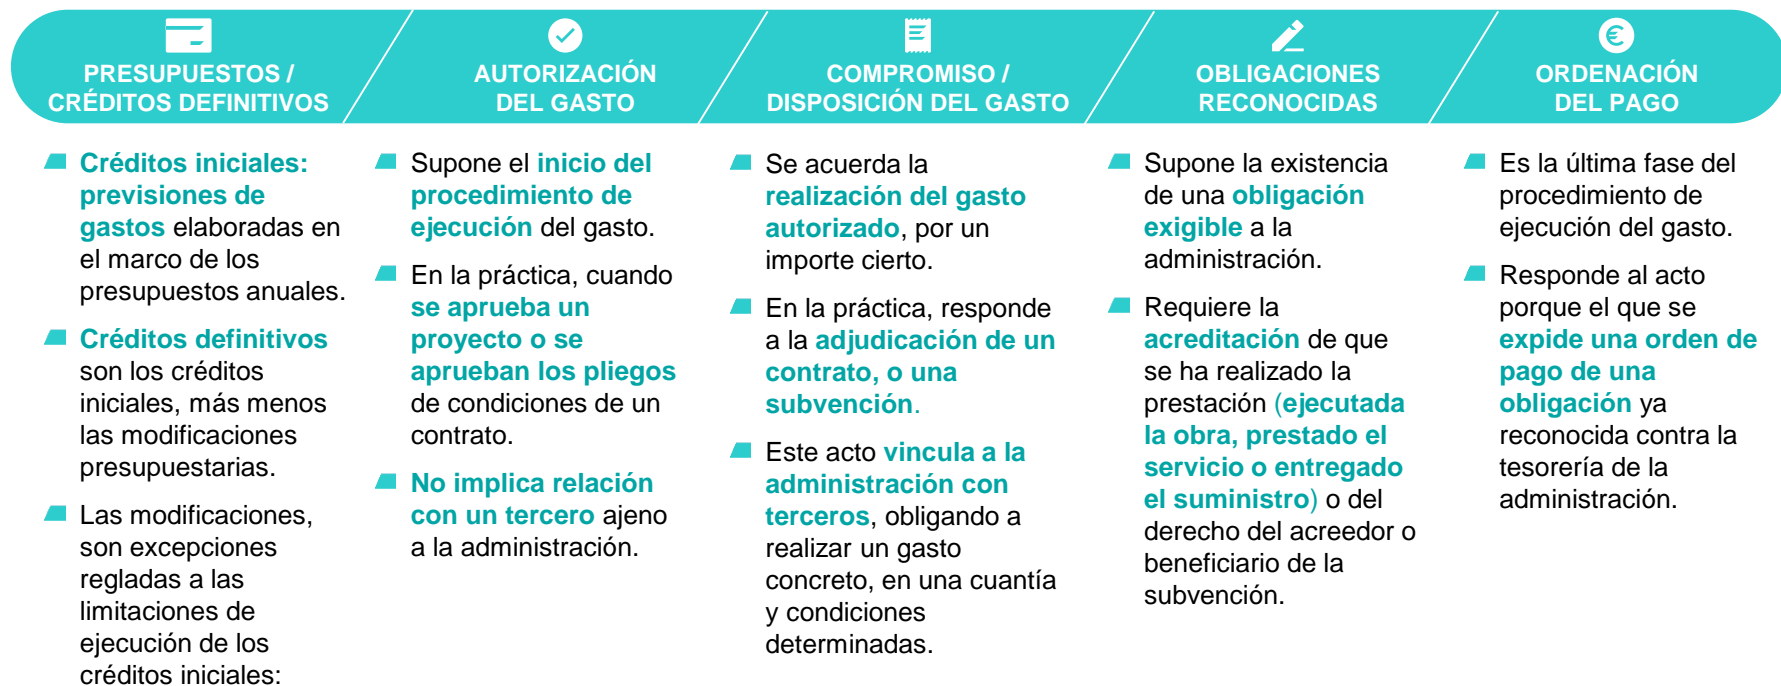 PRESUPUESTOS /
CRÉDITOS DEFINITIVOS
AUTORIZACIÓN
DEL GASTO
COMPROMISO /
DISPOSICIÓN DEL GASTO
OBLIGACIONES
RECONOCIDAS
ORDENACIÓN
DEL PAGO
Créditos iniciales:
previsiones de
gastos elaboradas en
el marco de los
presupuestos anuales.
Créditos definitivos
son los créditos
iniciales, más menos
las modificaciones
presupuestarias.
Las modificaciones,
son excepciones
regladas a las
limitaciones de
ejecución de los
créditos iniciales:
Supone el inicio del
procedimiento de
ejecución del gasto.
En la práctica, cuando
se aprueba un
proyecto o se
aprueban los pliegos
de condiciones de un
contrato.
No implica relación
con un tercero ajeno
a la administración.
Se acuerda la
realización del gasto
autorizado, por un
importe cierto.
En la práctica, responde
a la adjudicación de un
contrato, o una
subvención.
Este acto vincula a la
administración con
terceros, obligando a
realizar un gasto
concreto, en una cuantía
y condiciones
determinadas.
Supone la existencia
de una obligación
exigible a la
administración.
Requiere la
acreditación de que
se ha realizado la
prestación (ejecutada
la obra, prestado el
servicio o entregado
el suministro) o del
derecho del acreedor o
beneficiario de la
subvención.
Es la última fase del
procedimiento de
ejecución del gasto.
Responde al acto
porque el que se
expide una orden de
pago de una
obligación ya
reconocida contra la
tesorería de la
administración.